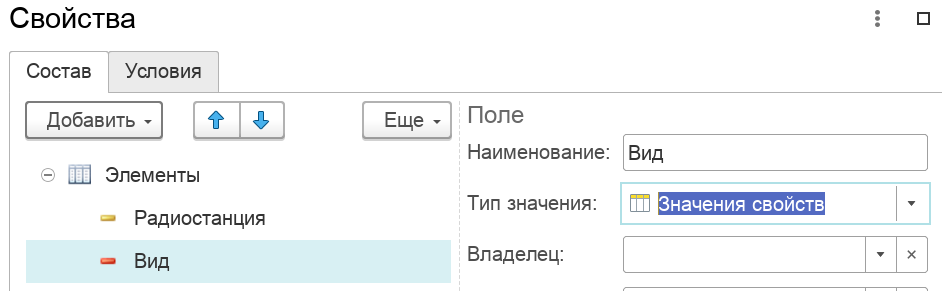 Свойства
Состав Условия
Добавить Еще
Элементы
Радиостанция
Вид
Поле
Наименование: Вид
Тип значения: Значения свойств
Владелец: